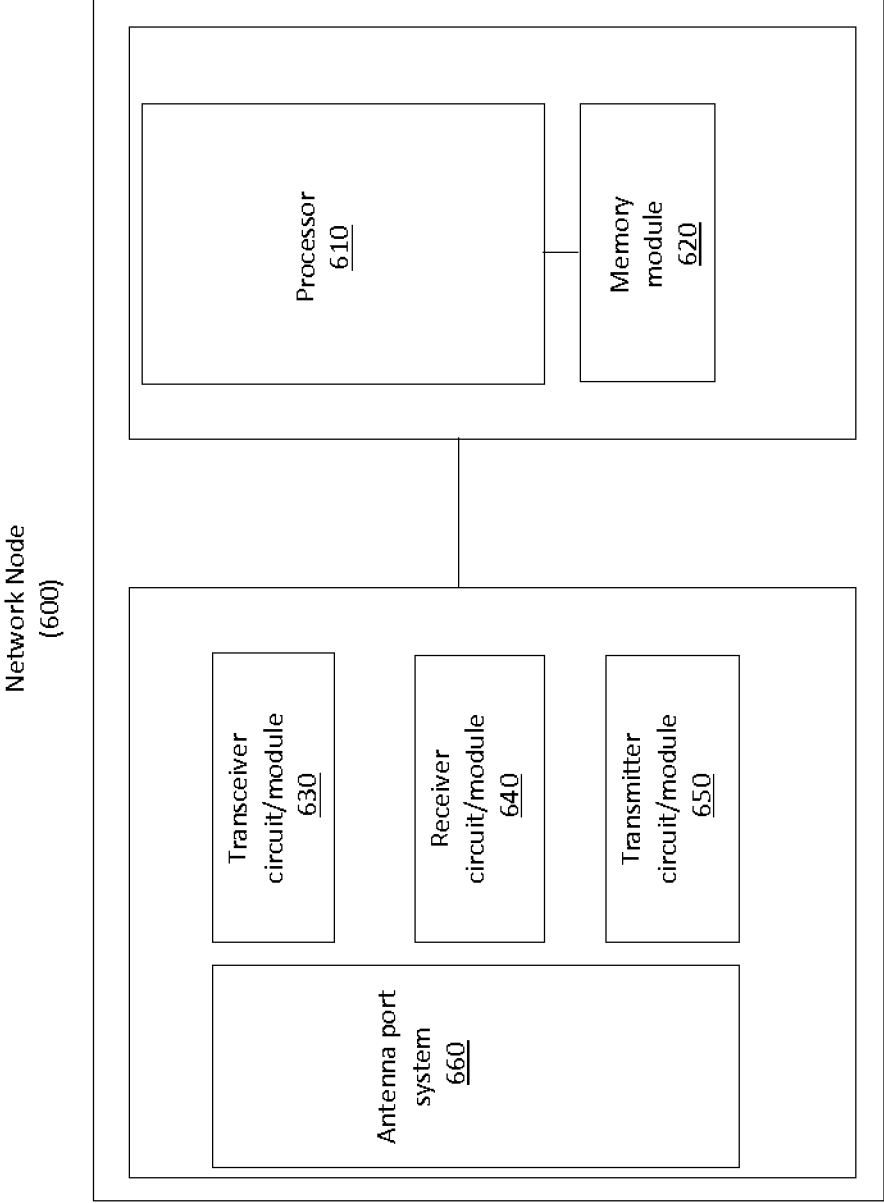 Network Node
(600)
Antenna port
system
660
Transceiver
circuit/module
630
Receiver
circuit/module
640
Transmitter
circuit/module
650
Processor
610
Memory
module
620